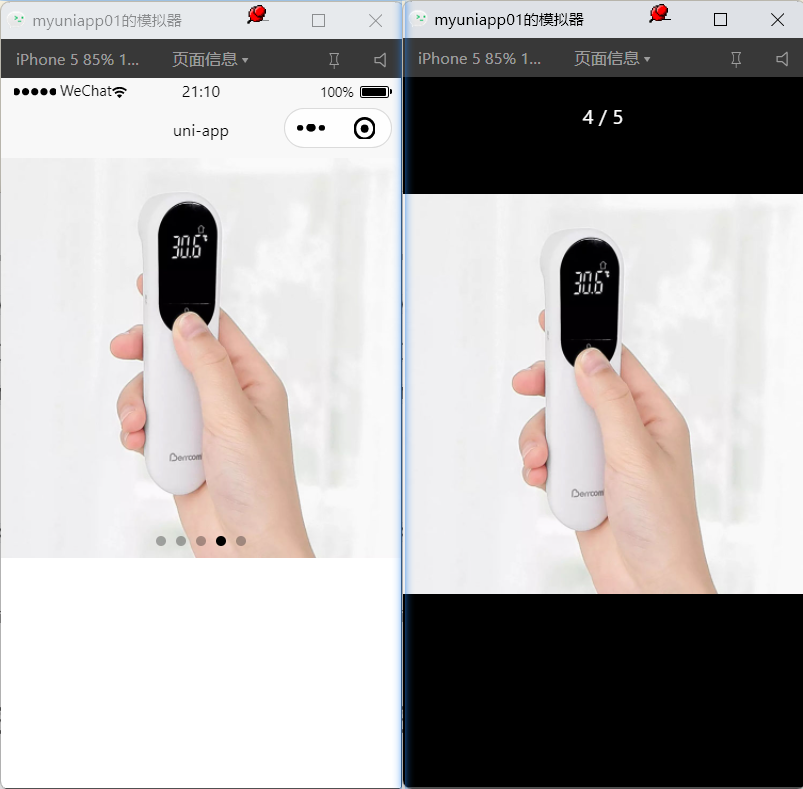 myuniapp01的模拟器
iPhone 5 85% 1...
页面信息
WeChat
21:10
100%
uni-app
30.6
Berrcom
myuniapp01的模拟器
iPhone 5 85% 1...
页面信息
4 / 5
30.6
Berrcom